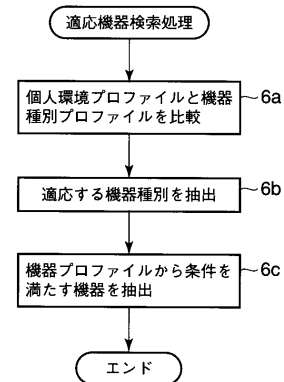 適応機器検索処理
個人環境プロファイルと機器
種別プロファイルを比較
6a
適応する機器種別を抽出
6b
機器プロファイルから条件を
満たす機器を抽出
6c
エンド